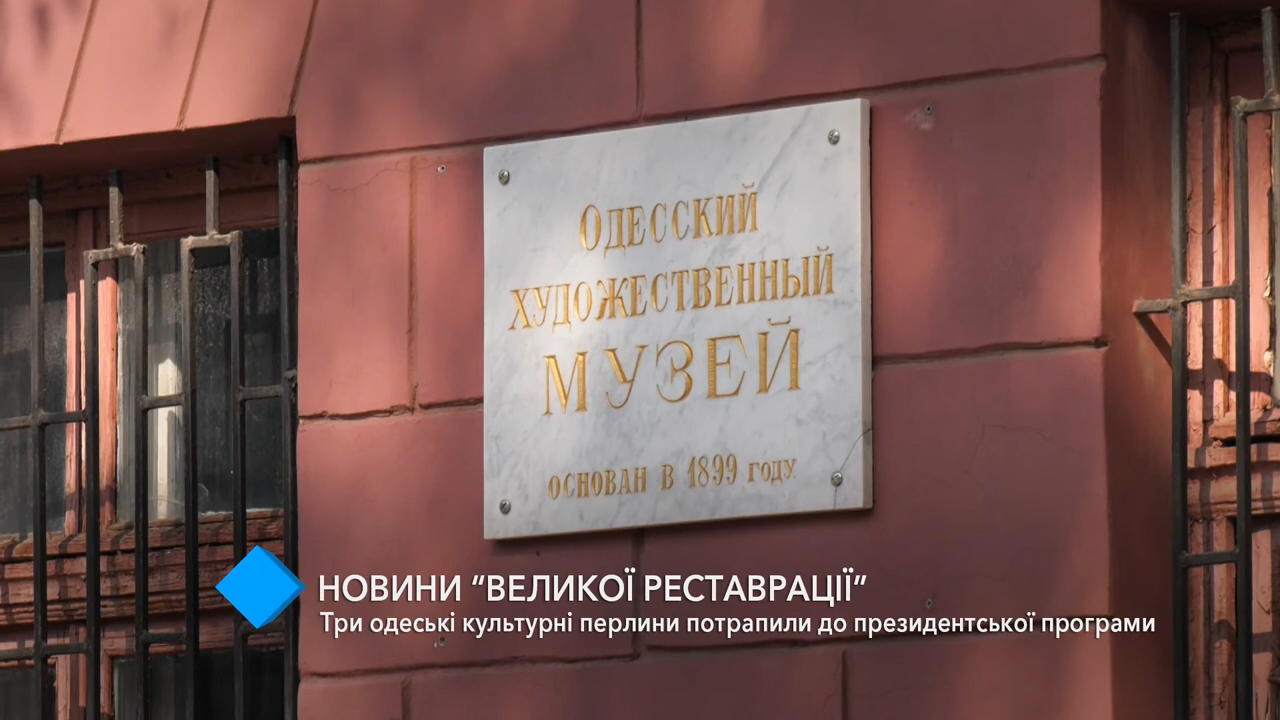 ОДЕССКИЙ
ХУДОЖЕСТВЕННЫЙ
МУЗЕЙ
ОСНОВАН В 1899 ГОДУ
НОВИНИ “ВЕЛИКОЇ РЕСТАВРАЦІЇ”
Три одеські культурні перлини потрапили до президентської програми